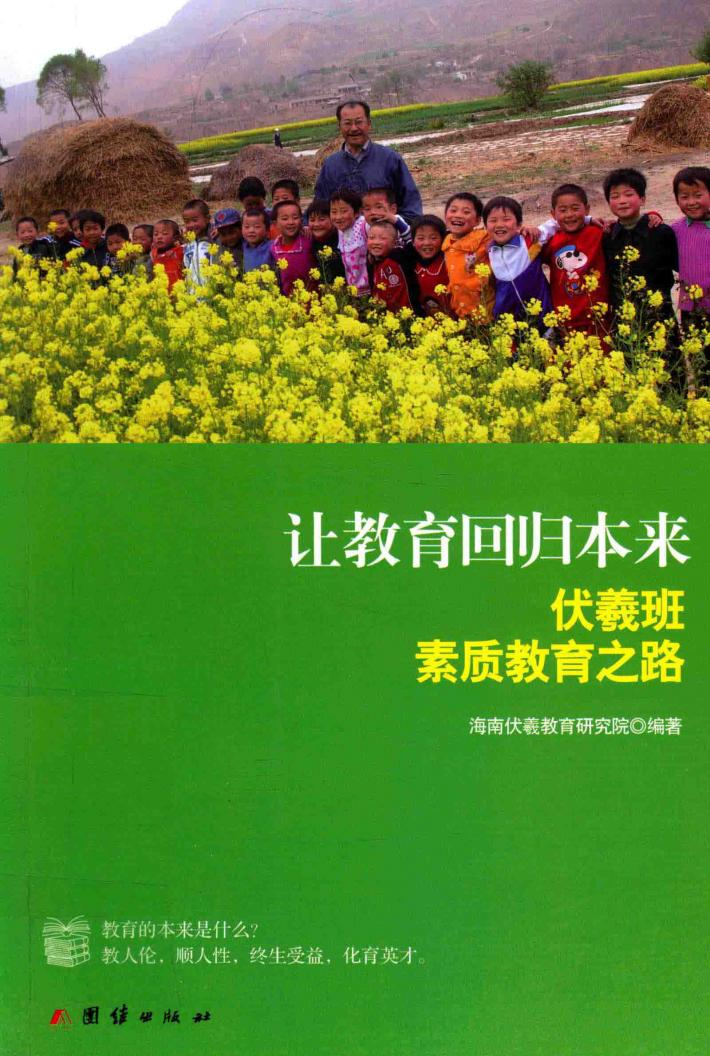 让教育回归本来
伏羲班
素质教育之路
海南伏羲教育研究院◎编著
教育的本来是什么？
教人伦，顺人性，终生受益，化育英才。
团结出版社